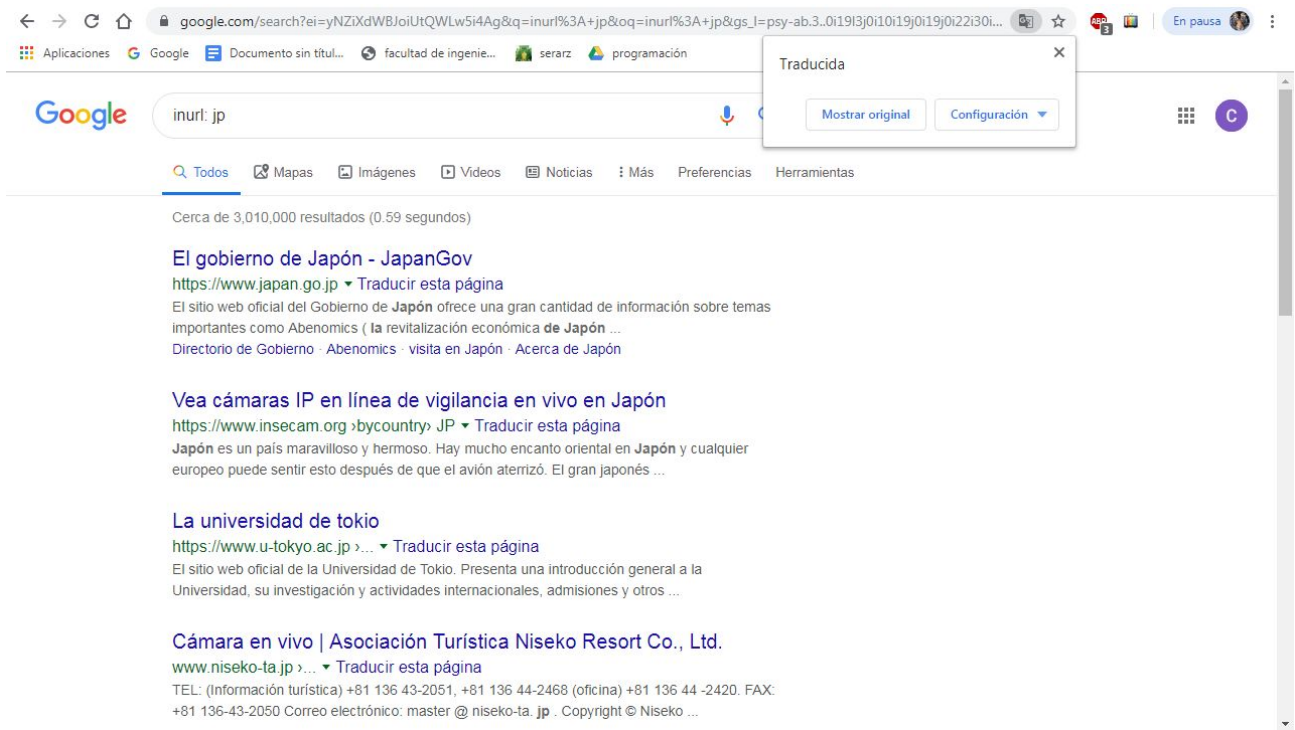 google.com/search?ei=yNZiXdWBJoiUtQWLw5i4Ag&q=inurl%3A+jp&oq=inurl%3A+jp&gs_l=psy-ab.3..0i19l3j0i10i19j0i19j0i22i30i...
ABP
3
En pausa
Aplicaciones
G Google
Documento sin títul...
facultad de ingenie...
serarz
programación
Traducida
Mostrar original
Configuración
Google
inurl: jp
C
Todos
Mapas
Imágenes
Videos
Noticias
Más
Preferencias
Herramientas
Cerca de 3,010,000 resultados (0.59 segundos)
El gobierno de Japón - JapanGov
https://www.japan.go.jp ▾ Traducir esta página
El sitio web oficial del Gobierno de Japón ofrece una gran cantidad de información sobre temas
importantes como Abenomics ( la revitalización económica de Japón ...
Directorio de Gobierno · Abenomics · visita en Japón · Acerca de Japón
Vea cámaras IP en línea de vigilancia en vivo en Japón
https://www.insecam.org ›bycountry› JP ▾ Traducir esta página
Japón es un país maravilloso y hermoso. Hay mucho encanto oriental en Japón y cualquier
europeo puede sentir esto después de que el avión aterrizó. El gran japonés ...
La universidad de tokio
https://www.u-tokyo.ac.jp ›... ▾ Traducir esta página
El sitio web oficial de la Universidad de Tokio. Presenta una introducción general a la
Universidad, su investigación y actividades internacionales, admisiones y otros ...
Cámara en vivo | Asociación Turística Niseko Resort Co., Ltd.
www.niseko-ta.jp ›... ▾ Traducir esta página
TEL: (Información turística) +81 136 43-2051, +81 136 44-2468 (oficina) +81 136 44 -2420. FAX:
+81 136-43-2050 Correo electrónico: master @ niseko-ta. jp . Copyright © Niseko ...